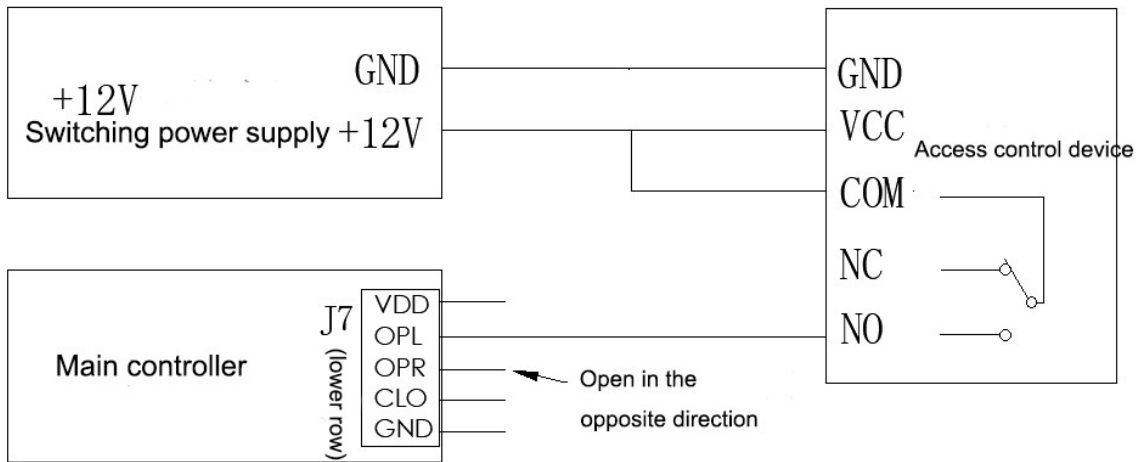 +12V
Switching power supply
GND
+12V
GND
VCC
Access control device
COM
NC
NO
Main controller
J7
(lower row)
VDD
OPL
OPR
CLO
GND
Open in the
opposite direction